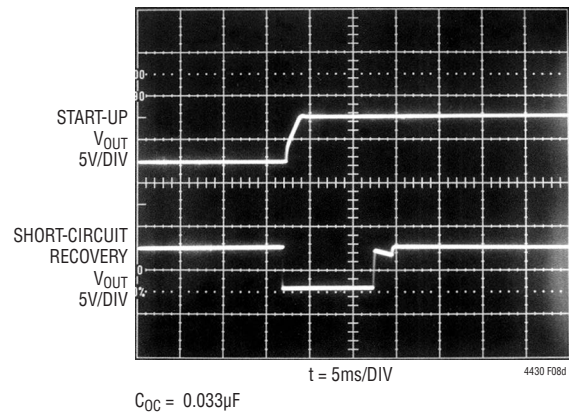 START-UP
VOUT
5V/DIV
SHORT-CIRCUIT
RECOVERY
VOUT
5V/DIV
t = 5ms/DIV
4430 F08d
COC = 0.033µF